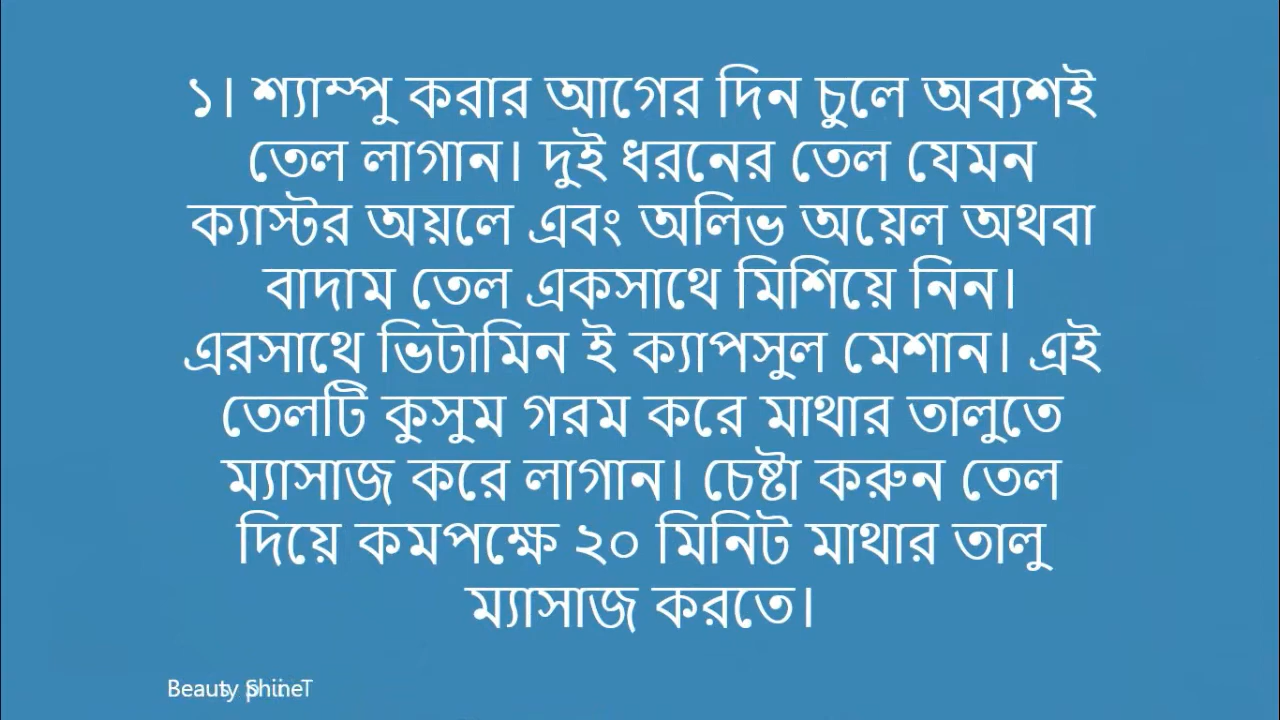 ১। শ্যাম্পু করার আগের দিন চুলে অব্যশই
তেল লাগান। দুই ধরনের তেল যেমন
ক্যাস্টর অয়লে এবং অলিভ অয়েল অথবা
বাদাম তেল একসাথে মিশিয়ে নিন।
এরসাথে ভিটামিন ই ক্যাপসুল মেশান। এই
তেলটি কুসুম গরম করে মাথার তালুতে
ম্যাসাজ করে লাগান। চেষ্টা করুন তেল
দিয়ে কমপক্ষে ২০ মিনিট মাথার তালু
ম্যাসাজ করতে।
Beauty